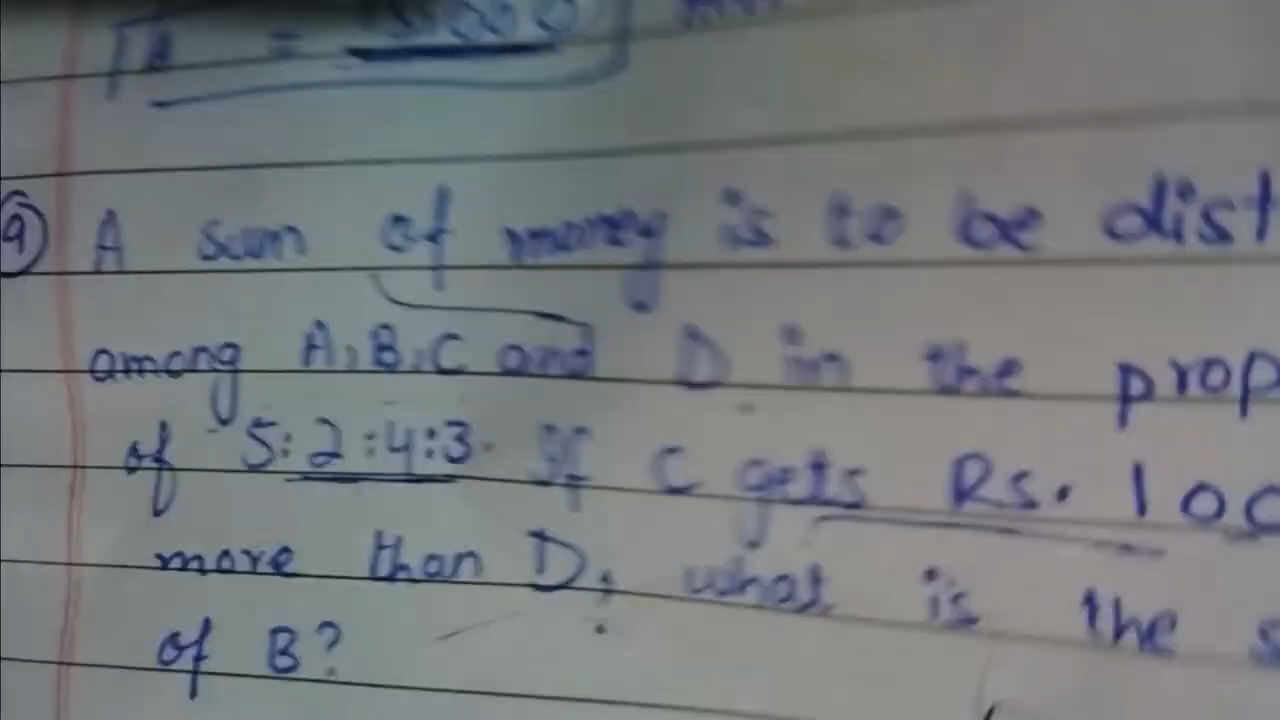 9 A sum of money is to be dist
among A, B, C and D in the prop
of 5:2:4:3. If C gets Rs. 100
more than D, what is the s
of B?